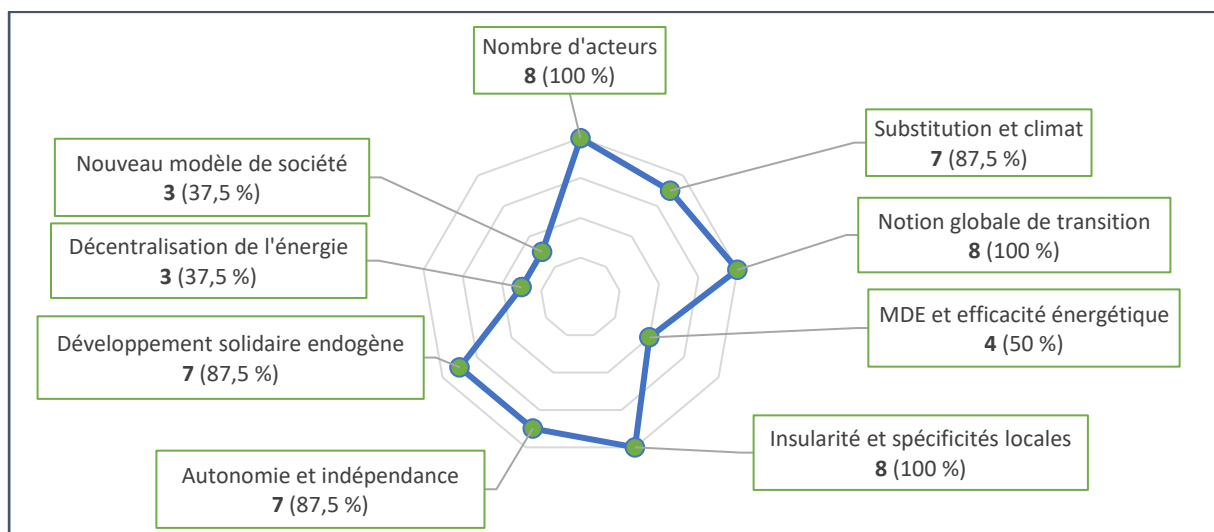 Nombre d'acteurs
8 (100 %)
Substitution et climat
7 (87,5 %)
Notion globale de transition
8 (100 %)
MDE et efficacité énergétique
4 (50 %)
Insularité et spécificités locales
8 (100 %)
Autonomie et indépendance
7 (87,5 %)
Développement solidaire endogène
7 (87,5 %)
Décentralisation de l'énergie
3 (37,5 %)
Nouveau modèle de société
3 (37,5 %)